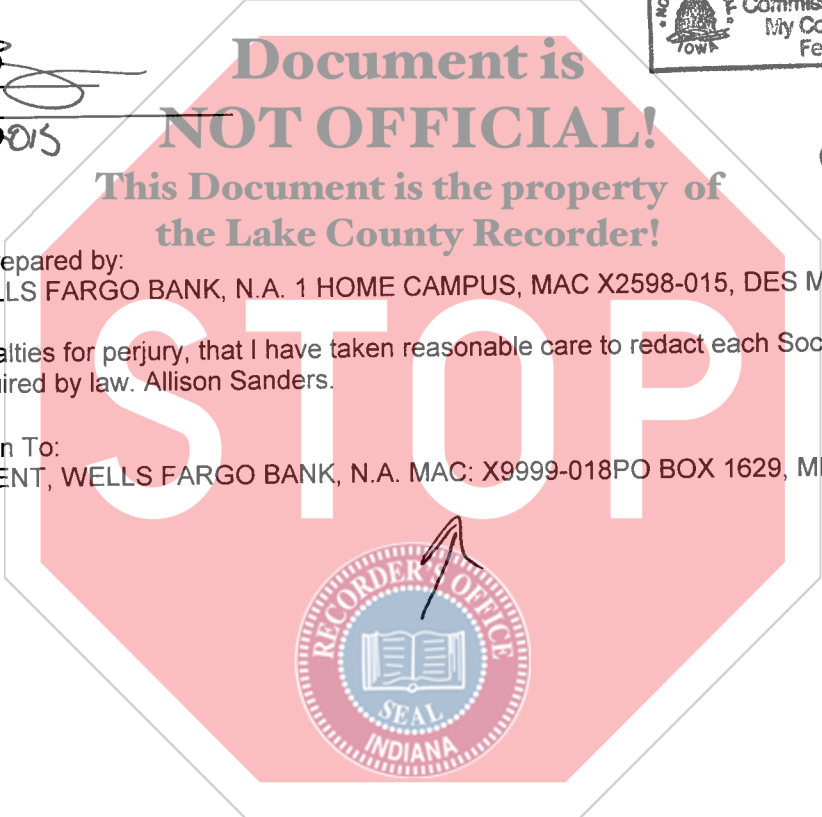 Commis
My Co
Fe
IOWA
Document is
NOT OFFICIAL!
2015
This Document is the property of
the Lake County Recorder!
epared by:
LLS FARGO BANK, N.A. 1 HOME CAMPUS, MAC X2598-015, DES M
alties for perjury, that I have taken reasonable care to redact each Soc
ired by law. Allison Sanders.
n To:
ENT, WELLS FARGO BANK, N.A. MAC: X9999-018PO BOX 1629, MI
STOP
RECORDER'S OFFICE
SEAL
INDIANA